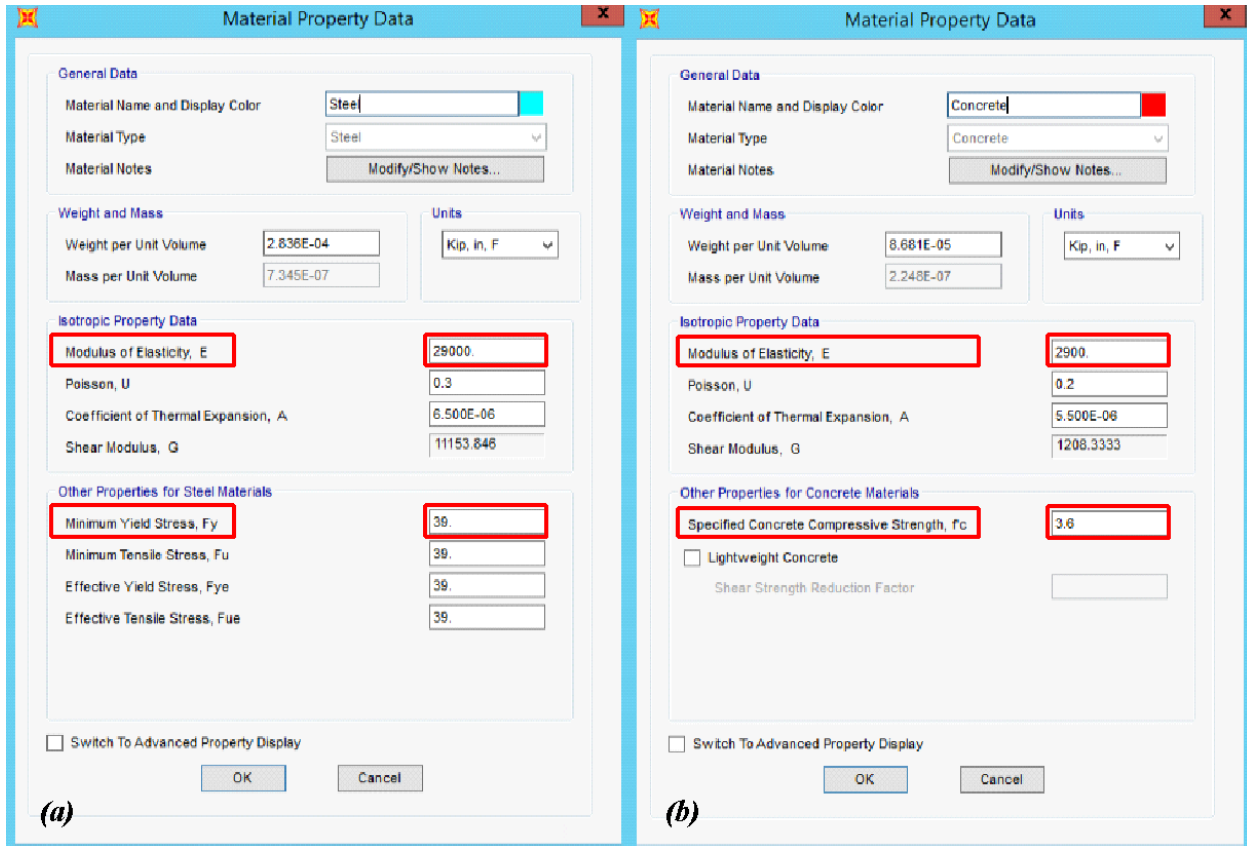 Material Property Data
x
General Data
Material Name and Display Color Steel
Material Type Steel
Material Notes Modify/Show Notes...
Weight and Mass
Weight per Unit Volume 2.836E-04
Mass per Unit Volume 7.345E-07
Units
Kip, in, F
Isotropic Property Data
Modulus of Elasticity, E 29000.
Poisson, U 0.3
Coefficient of Thermal Expansion, A 6.500E-06
Shear Modulus, G 11153.846
Other Properties for Steel Materials
Minimum Yield Stress, Fy 39.
Minimum Tensile Stress, Fu 39.
Effective Yield Stress, Fye 39.
Effective Tensile Stress, Fue 39.
Switch To Advanced Property Display
OK Cancel
(a)
Material Property Data
x
General Data
Material Name and Display Color Concrete
Material Type Concrete
Material Notes Modify/Show Notes...
Weight and Mass
Weight per Unit Volume 8.681E-05
Mass per Unit Volume 2.248E-07
Units
Kip, in, F
Isotropic Property Data
Modulus of Elasticity, E 2900.
Poisson, U 0.2
Coefficient of Thermal Expansion, A 5.500E-06
Shear Modulus, G 1208.3333
Other Properties for Concrete Materials
Specified Concrete Compressive Strength, f'c 3.6
Lightweight Concrete
Shear Strength Reduction Factor
Switch To Advanced Property Display
OK Cancel
(b)